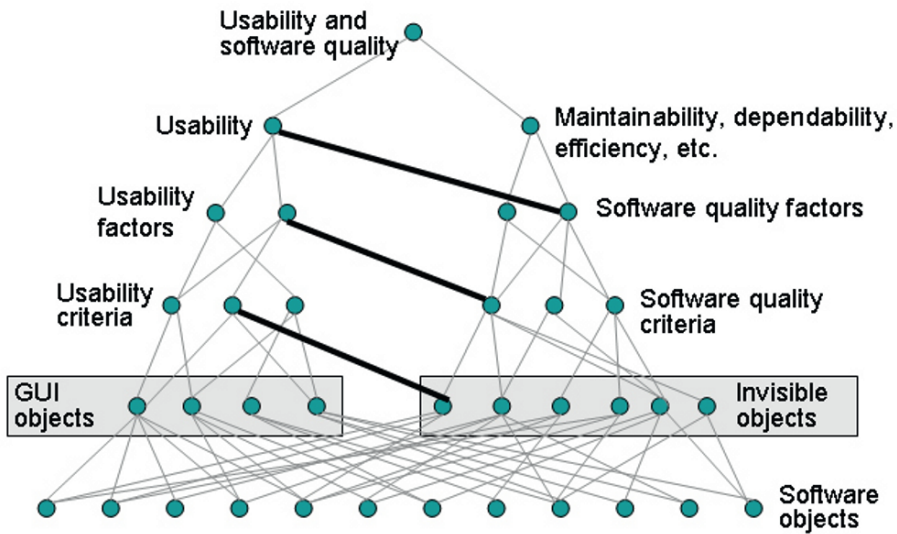 Usability and
software quality
Usability
Maintainability, dependability,
efficiency, etc.
Usability
factors
Software quality factors
Usability
criteria
Software quality
criteria
GUI
objects
Invisible
objects
Software
objects